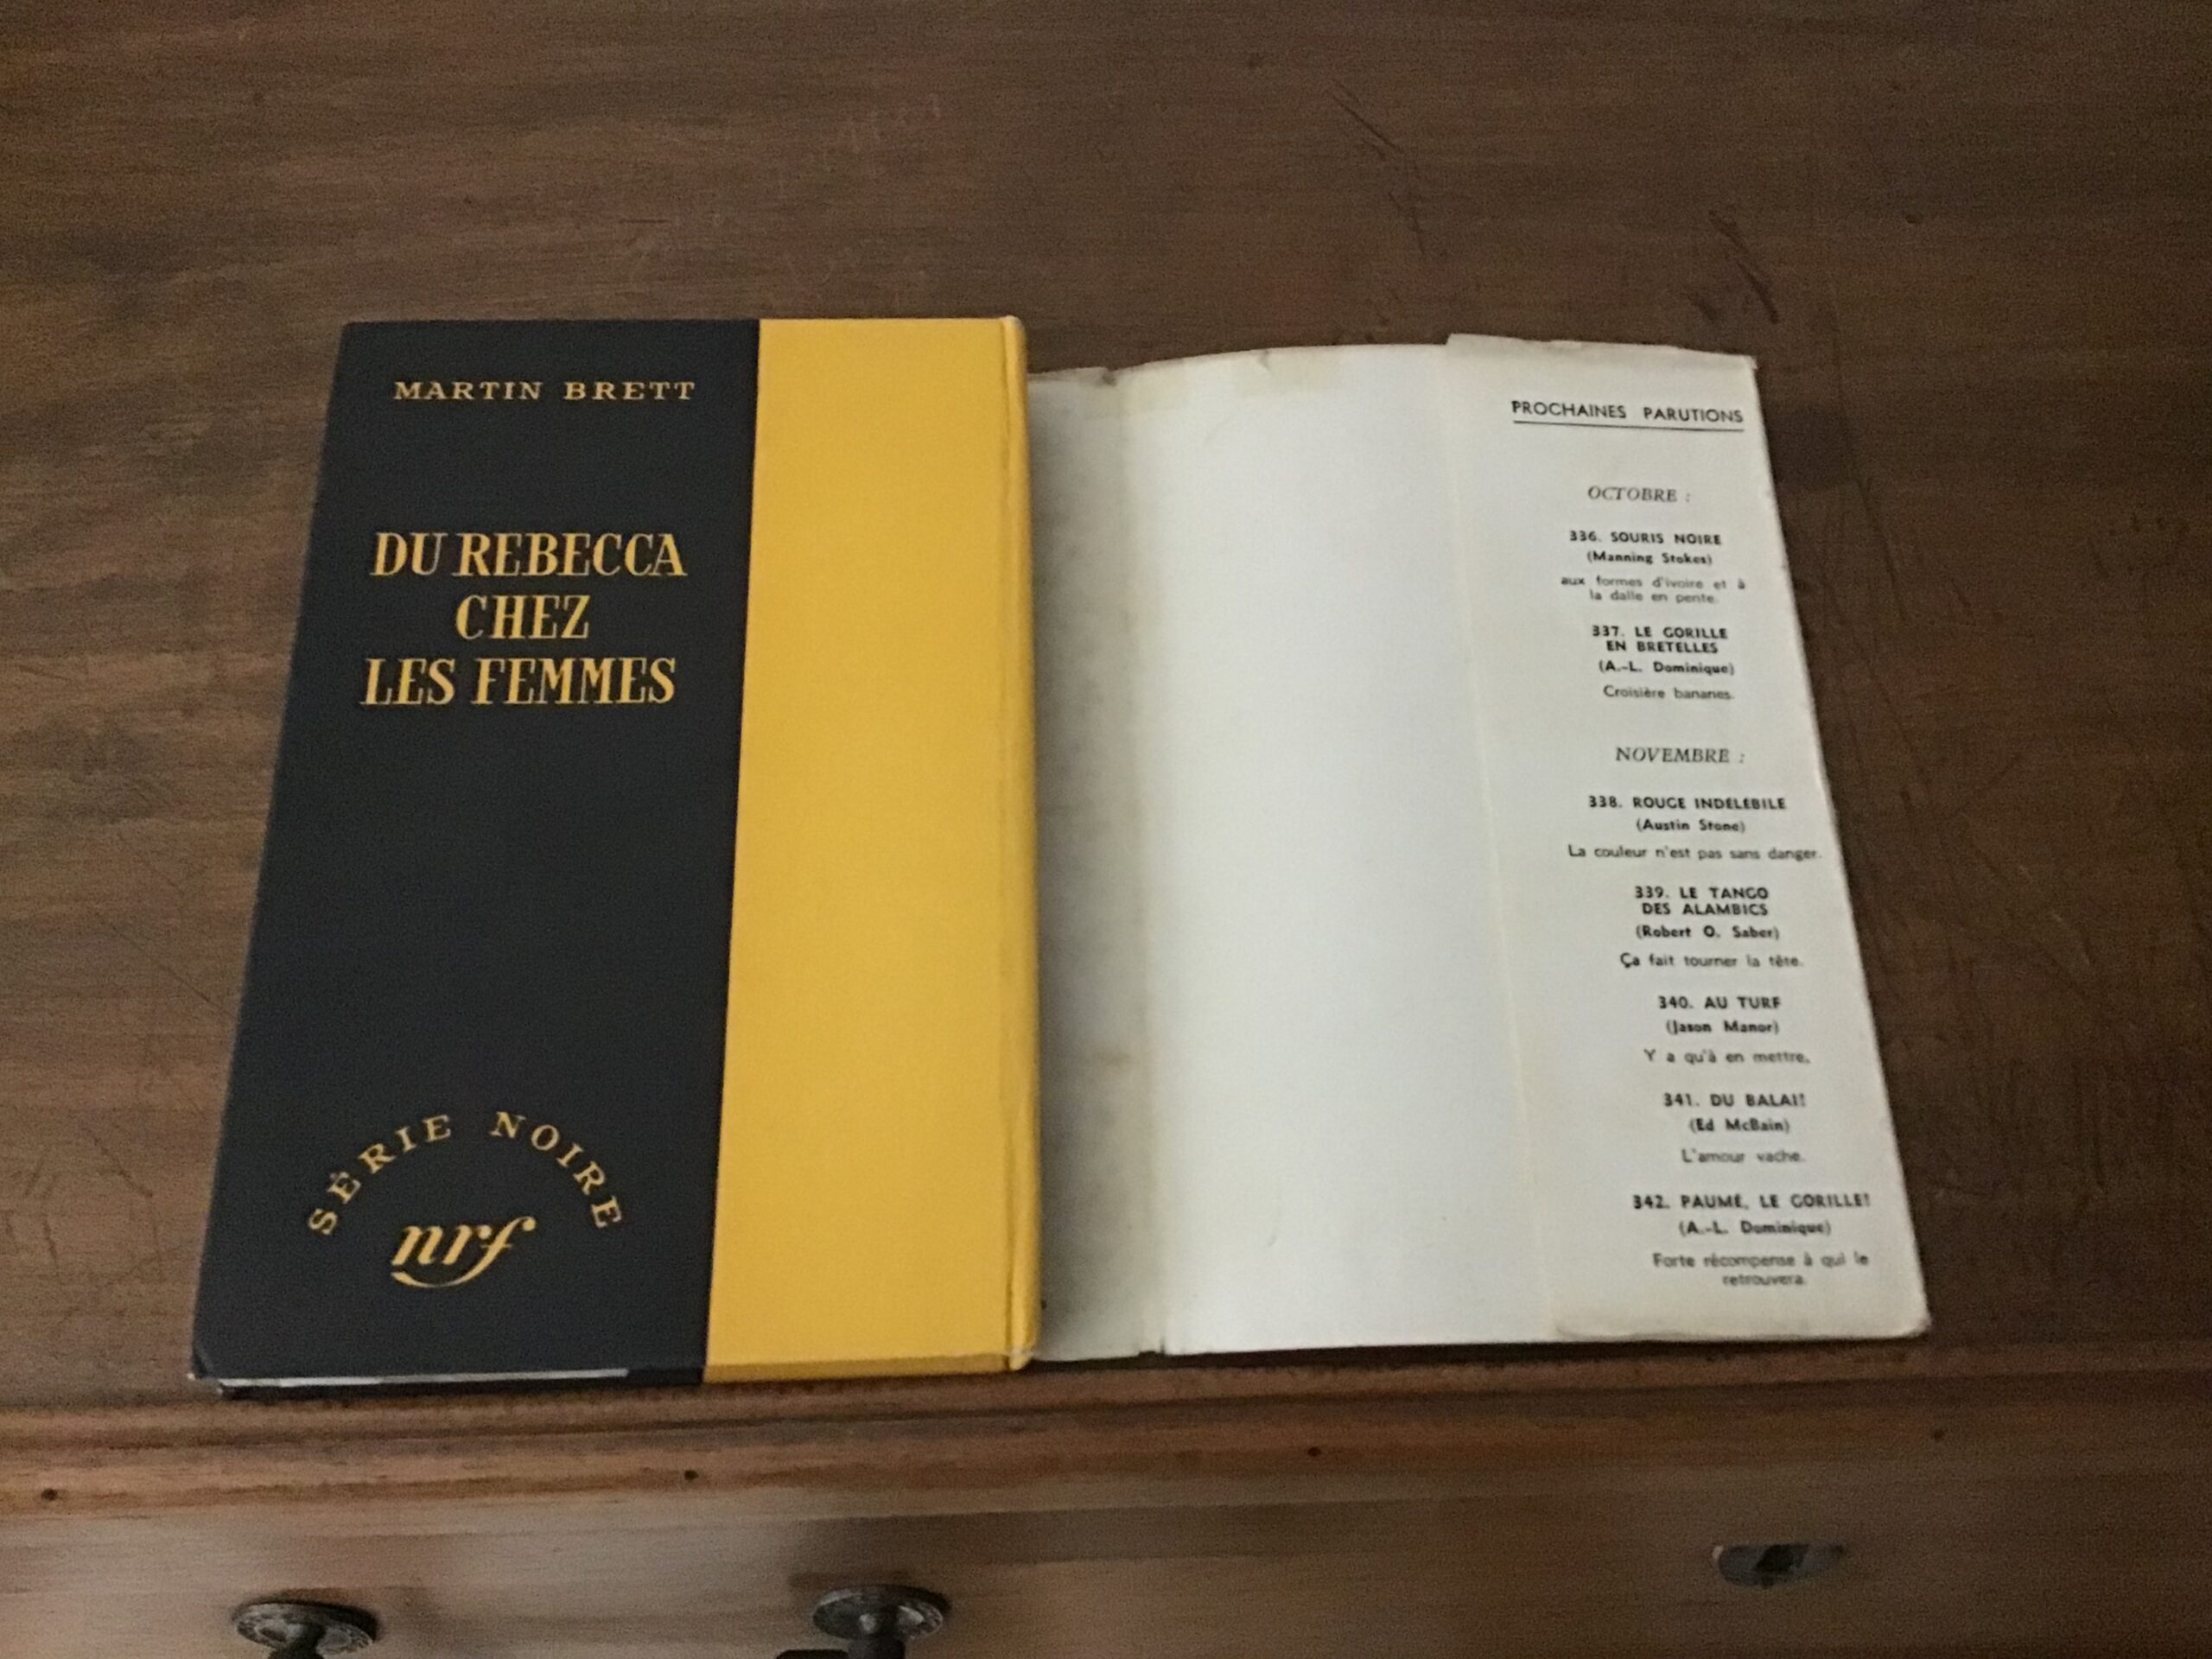 MARTIN BRETT
DU REBECCA
CHEZ
LES FEMMES
SÉRIE NOIRE
nrf
PROCHAINES PARUTIONS
OCTOBRE :
336. SOURIS NOIRE
(Manning Stokes)
aux formes d'ivoire et à
la dalle en pente.
337. LE GORILLE
EN BRETELLES
(A.-L. Dominique)
Croisière bananes.
NOVEMBRE :
338. ROUGE INDÉLÉBILE
(Austin Stone)
La couleur n'est pas sans danger.
339. LE TANGO
DES ALAMBICS
(Robert O. Saber)
Ça fait tourner la tête.
340. AU TURF
(Jason Manor)
Y a qu'à en mettre.
341. DU BALAI!
(Ed McBain)
L'amour vache.
342. PAUMÉ, LE GORILLE!
(A.-L. Dominique)
Forte récompense à qui le
retrouvera.